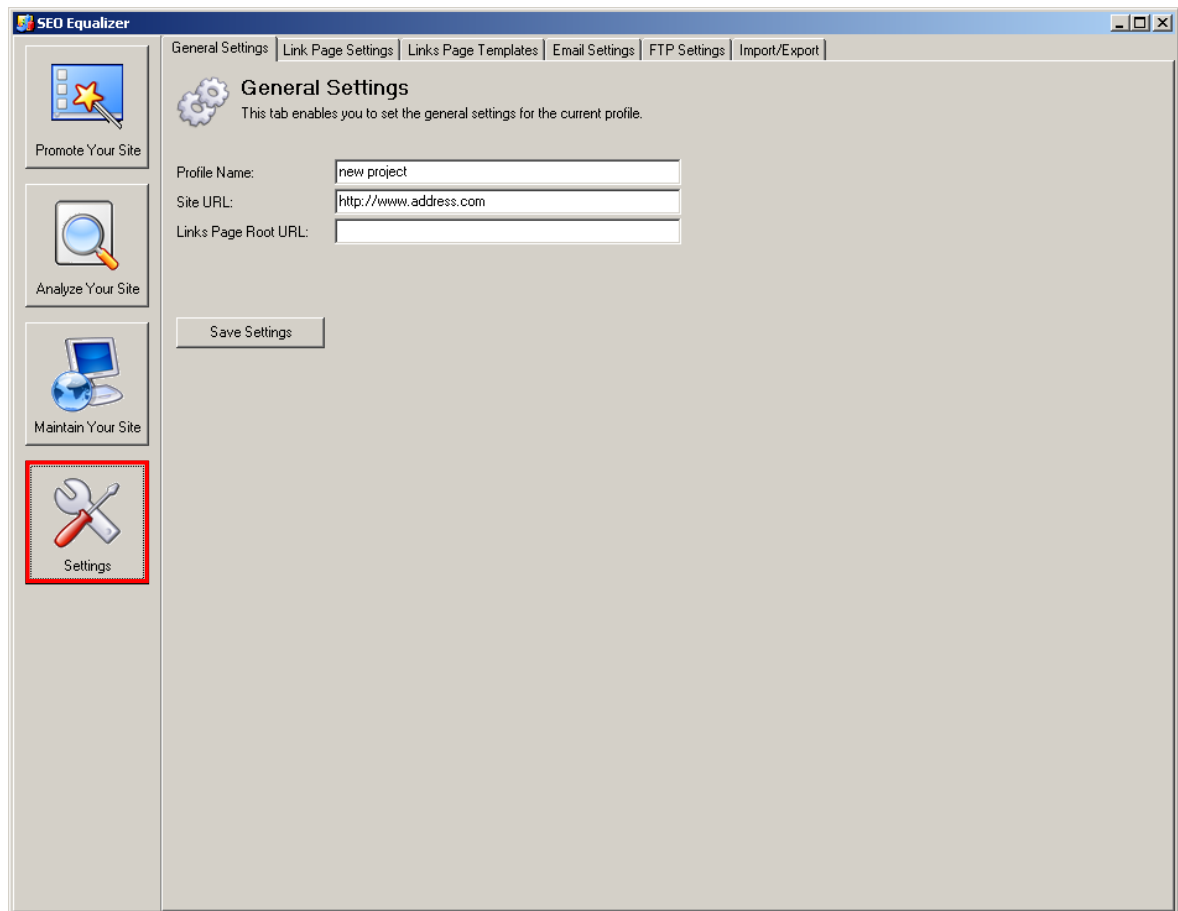 SEO Equalizer
General Settings Link Page Settings Links Page Templates Email Settings FTP Settings Import/Export
General Settings
This tab enables you to set the general settings for the current profile.
Promote Your Site
Profile Name: new project
Site URL: http://www.address.com
Links Page Root URL:
Analyze Your Site
Save Settings
Maintain Your Site
Settings